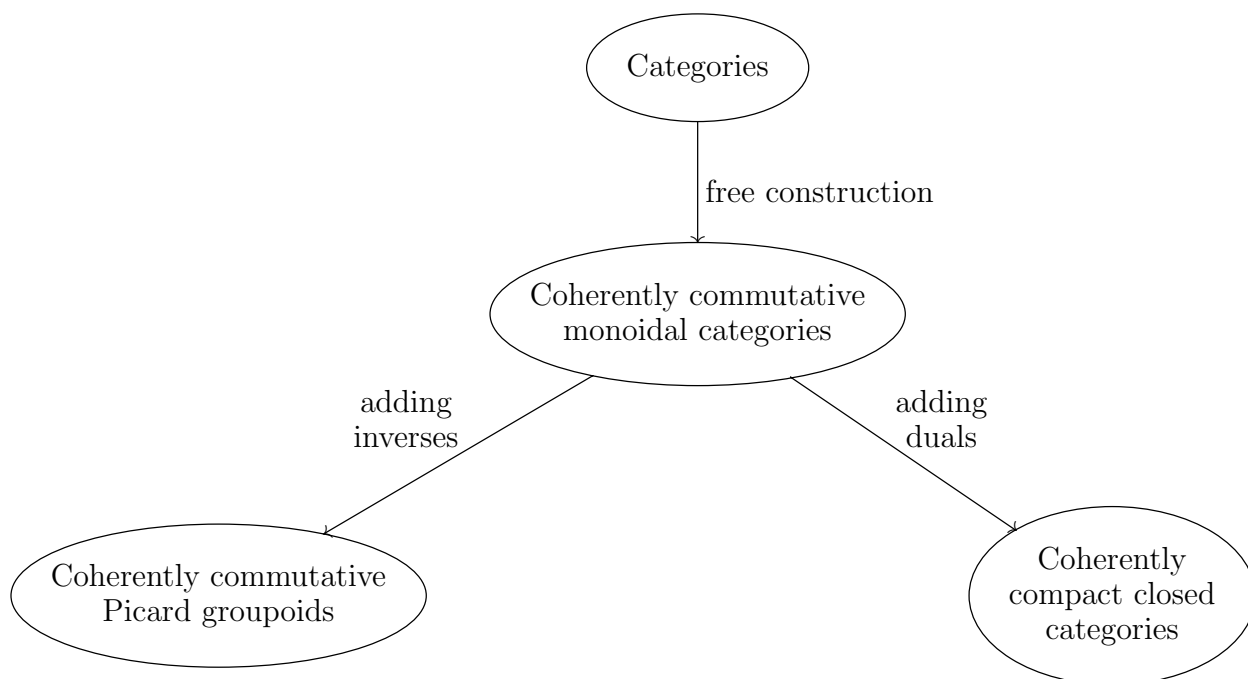 Categories
free construction
Coherently commutative
monoidal categories
adding
inverses
adding
duals
Coherently commutative
Picard groupoids
Coherently
compact closed
categories